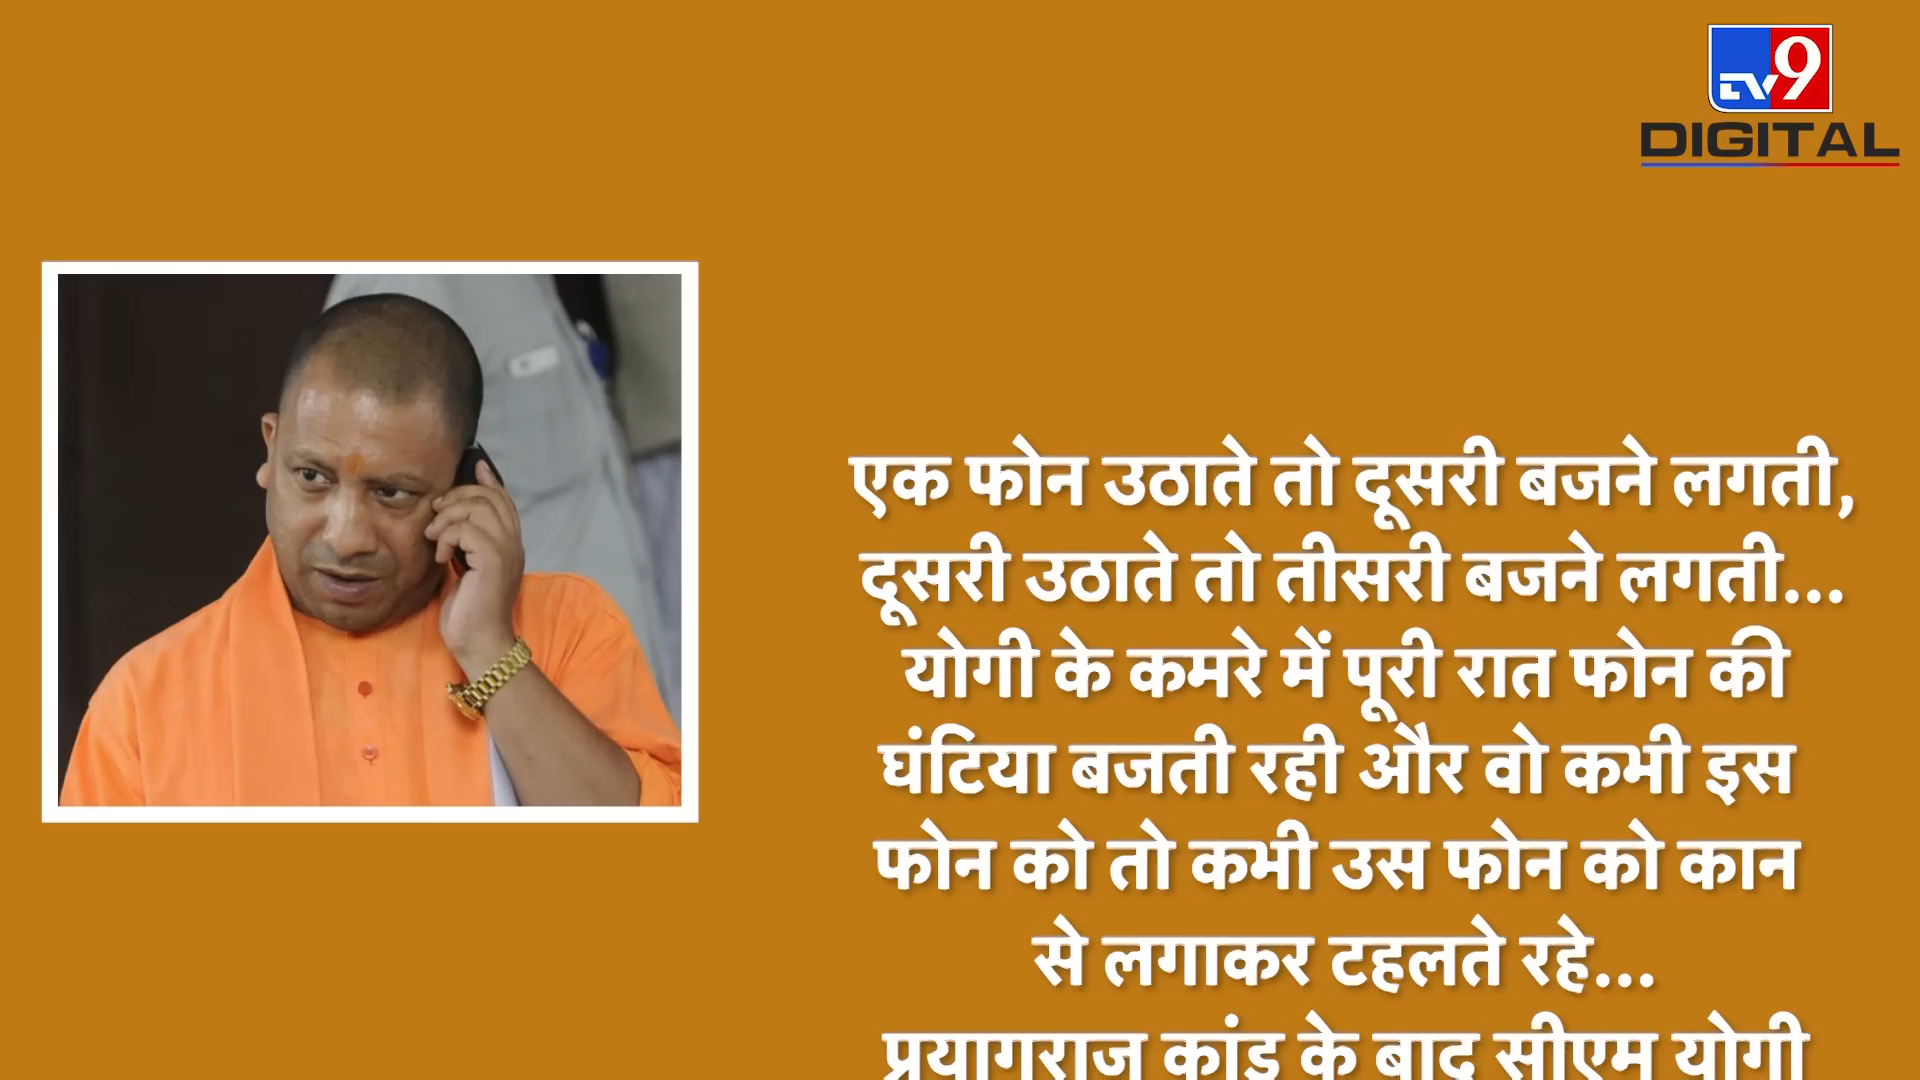 TV9
DIGITAL
एक फोन उठाते तो दूसरी बजने लगती,
दूसरी उठाते तो तीसरी बजने लगती...
योगी के कमरे में पूरी रात फोन की
घंटिया बजती रही और वो कभी इस
फोन को तो कभी उस फोन को कान
से लगाकर टहलते रहे...
प्रयागराज कांड के बाद सीएम योगी